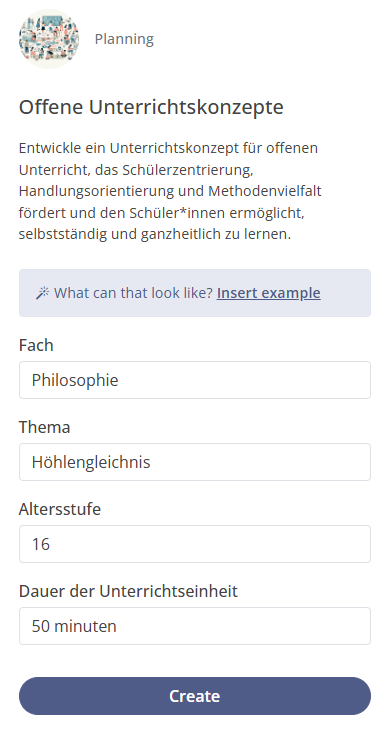 Planning
Offene Unterrichtskonzepte
Entwickle ein Unterrichtskonzept für offenen
Unterricht, das Schülerzentrierung,
Handlungsorientierung und Methodenvielfalt
fördert und den Schüler*innen ermöglicht,
selbstständig und ganzheitlich zu lernen.
What can that look like? Insert example
Fach
Philosophie
Thema
Höhlengleichnis
Altersstufe
16
Dauer der Unterrichtseinheit
50 minuten
Create